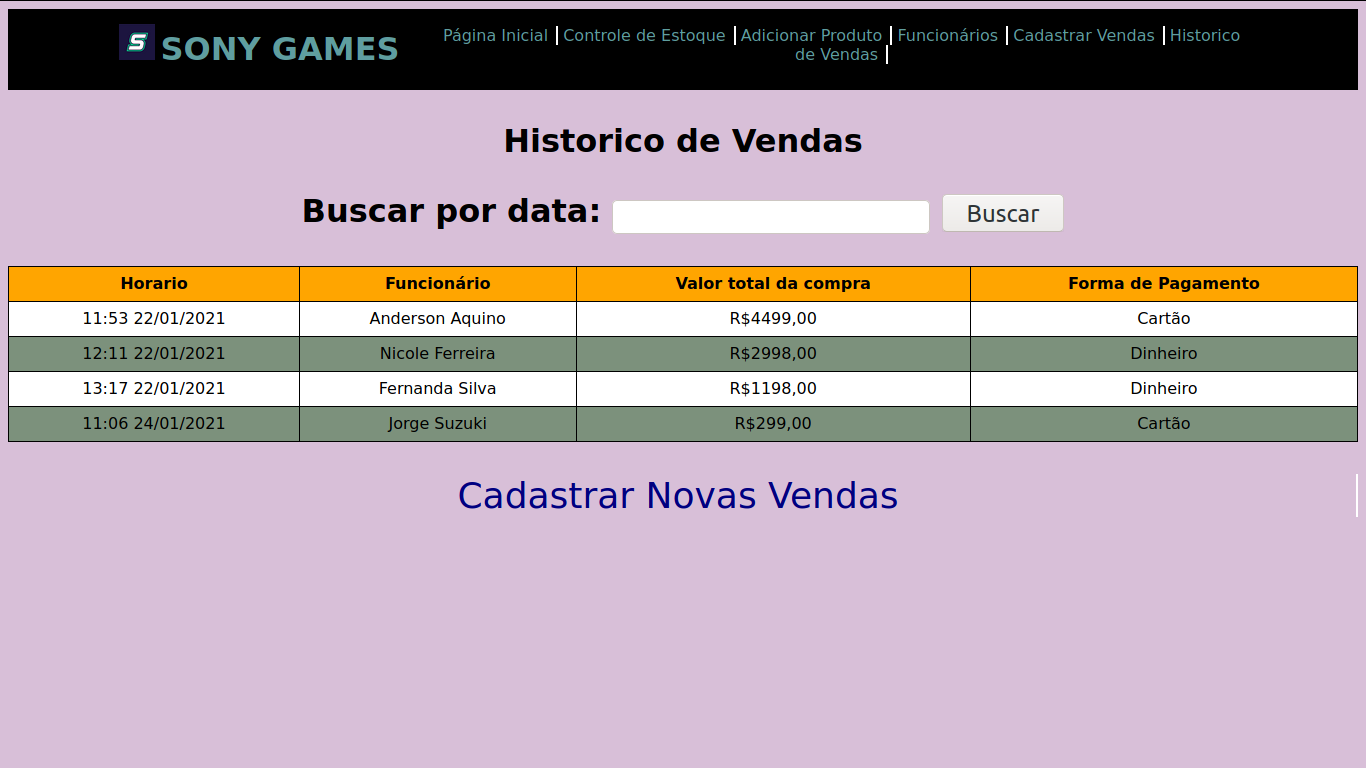 S SONY GAMES
Página Inicial Controle de Estoque Adicionar Produto Funcionários Cadastrar Vendas Historico
de Vendas
Historico de Vendas
Buscar por data: Buscar
Horario Funcionário Valor total da compra Forma de Pagamento
11:53 22/01/2021 Anderson Aquino R$4499,00 Cartão
12:11 22/01/2021 Nicole Ferreira R$2998,00 Dinheiro
13:17 22/01/2021 Fernanda Silva R$1198,00 Dinheiro
11:06 24/01/2021 Jorge Suzuki R$299,00 Cartão
Cadastrar Novas Vendas